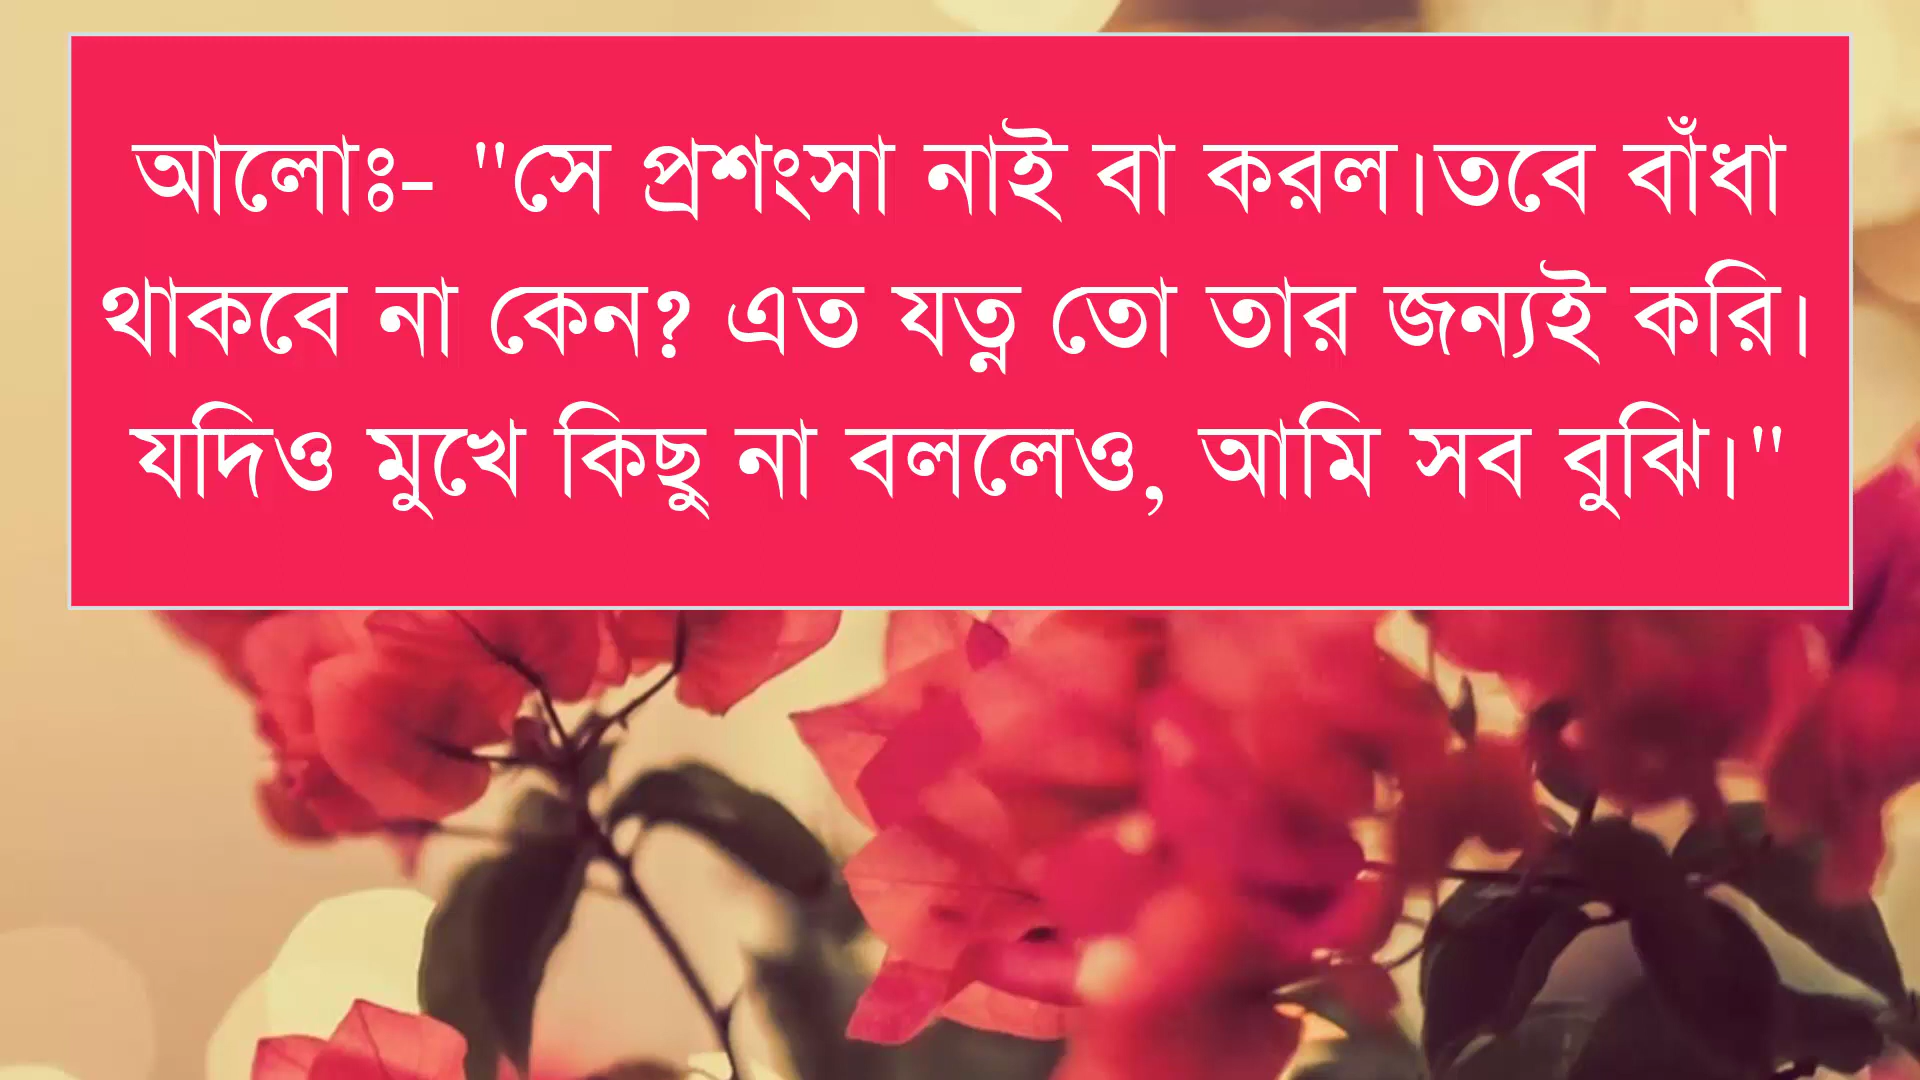 আলোঃ- "সে প্রশংসা নাই বা করল।তবে বাঁধা
থাকবে না কেন? এত যত্ন তো তার জন্যই করি।
যদিও মুখে কিছু না বললেও, আমি সব বুঝি।"